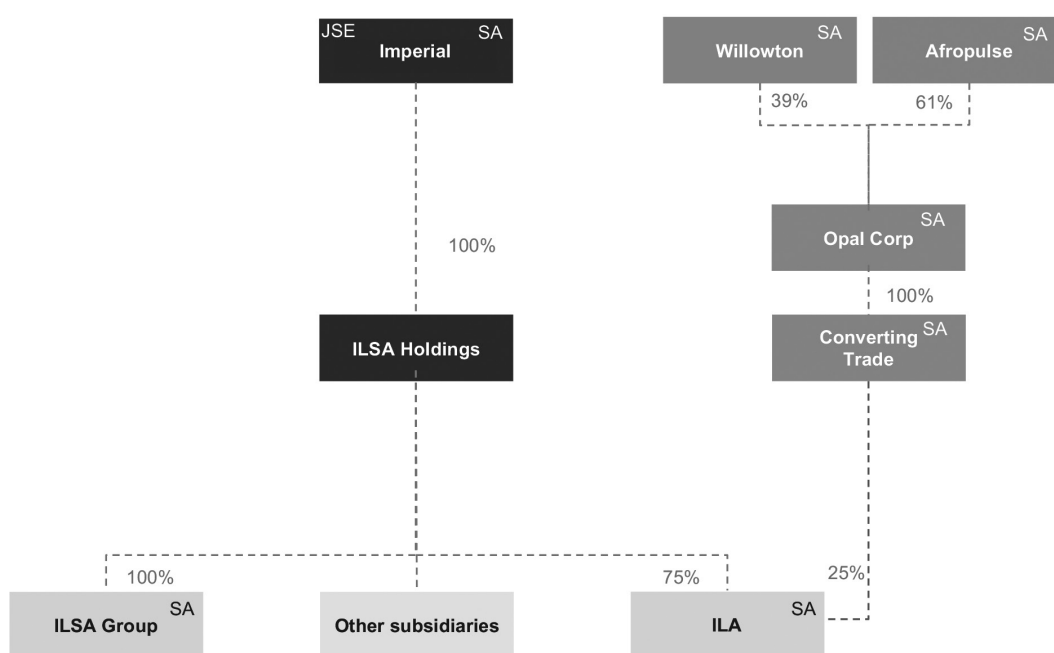 JSE
SA
Imperial
SA
Willowton
SA
Afropulse
39%
61%
SA
Opal Corp
100%
100%
ILSA Holdings
SA
Converting
Trade
100%
75%
25%
SA
ILSA Group
Other subsidiaries
SA
ILA